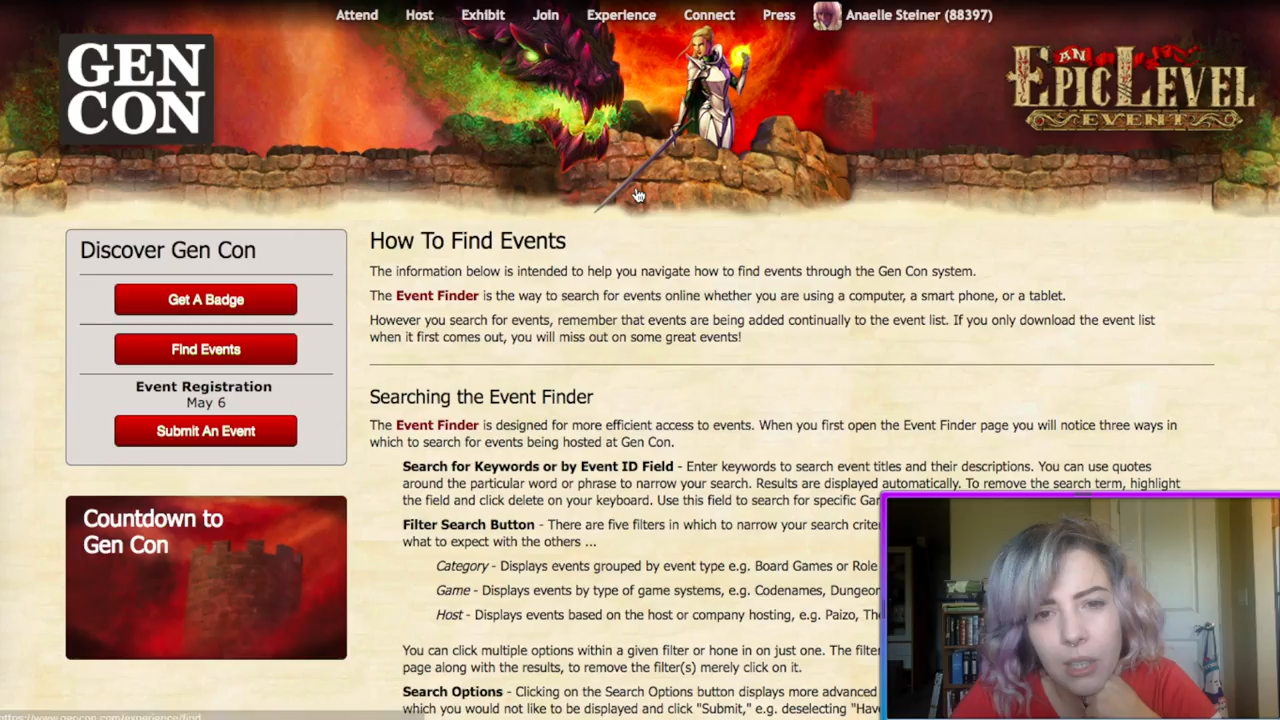 Attend Host Exhibit Join Experience Connect Press Anaelle Steiner (88397)
GEN
CON
AN
EPIC LEVEL
EVENT
Discover Gen Con
Get A Badge
Find Events
Event Registration
May 6
Submit An Event
Countdown to
Gen Con
How To Find Events
The information below is intended to help you navigate how to find events through the Gen Con system.
The Event Finder is the way to search for events online whether you are using a computer, a smart phone, or a tablet.
However you search for events, remember that events are being added continually to the event list. If you only download the event list
when it first comes out, you will miss out on some great events!
Searching the Event Finder
The Event Finder is designed for more efficient access to events. When you first open the Event Finder page you will notice three ways in
which to search for events being hosted at Gen Con.
Search for Keywords or by Event ID Field - Enter keywords to search event titles and their descriptions. You can use quotes
around the particular word or phrase to narrow your search. Results are displayed automatically. To remove the search term, highlight
the field and click delete on your keyboard. Use this field to search for specific Ga
Filter Search Button - There are five filters in which to narrow your search crite
what to expect with the others ...
Category - Displays events grouped by event type e.g. Board Games or Role
Game - Displays events by type of game systems, e.g. Codenames, Dungeo
Host - Displays events based on the host or company hosting, e.g. Paizo, Th
You can click multiple options within a given filter or hone in on just one. The filter
page along with the results, to remove the filter(s) merely click on it.
Search Options - Clicking on the Search Options button displays more advanced
which you would not like to be displayed and click "Submit," e.g. deselecting "Have
https://www.gencon.com/experience/find